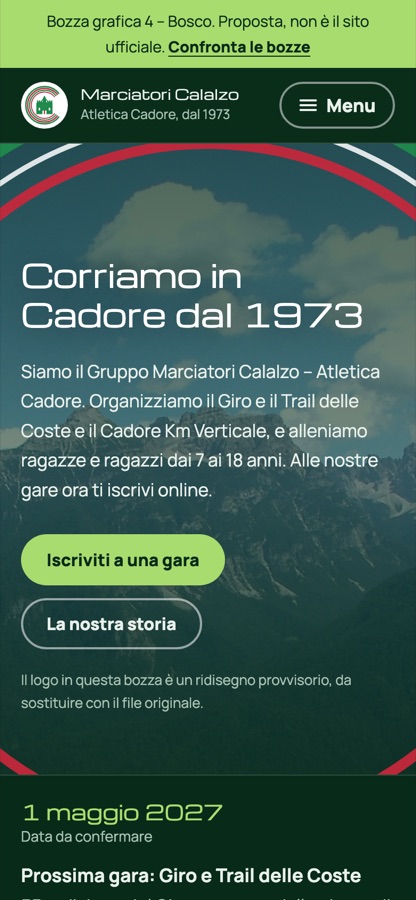 Bozza grafica 4 – Bosco. Proposta, non è il sito
ufficiale. Confronta le bozze
Marciatori Calalzo
Atletica Cadore, dal 1973
Menu
Corriamo in
Cadore dal 1973
Siamo il Gruppo Marciatori Calalzo – Atletica
Cadore. Organizziamo il Giro e il Trail delle
Coste e il Cadore Km Verticale, e alleniamo
ragazze e ragazzi dai 7 ai 18 anni. Alle nostre
gare ora ti iscrivi online.
Iscriviti a una gara
La nostra storia
Il logo in questa bozza è un ridisegno provvisorio, da
sostituire con il file originale.
1 maggio 2027
Data da confermare
Prossima gara: Giro e Trail delle Coste